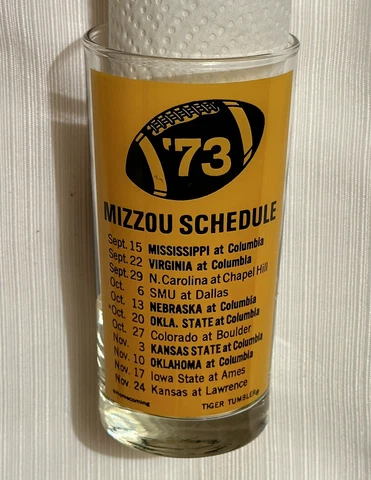 '73
MIZZOU SCHEDULE
Sept. 15 MISSISSIPPI at Columbia
Sept. 22 VIRGINIA at Columbia
Sept. 29 N. Carolina at Chapel Hill
Oct. 6 SMU at Dallas
Oct. 13 NEBRASKA at Columbia
*Oct. 20 OKLA. STATE at Columbia
Oct. 27 Colorado at Boulder
Nov. 3 KANSAS STATE at Columbia
Nov. 10 OKLAHOMA at Columbia
Nov. 17 Iowa State at Ames
Nov. 24 Kansas at Lawrence
*Homecoming
TIGER TUMBLER®